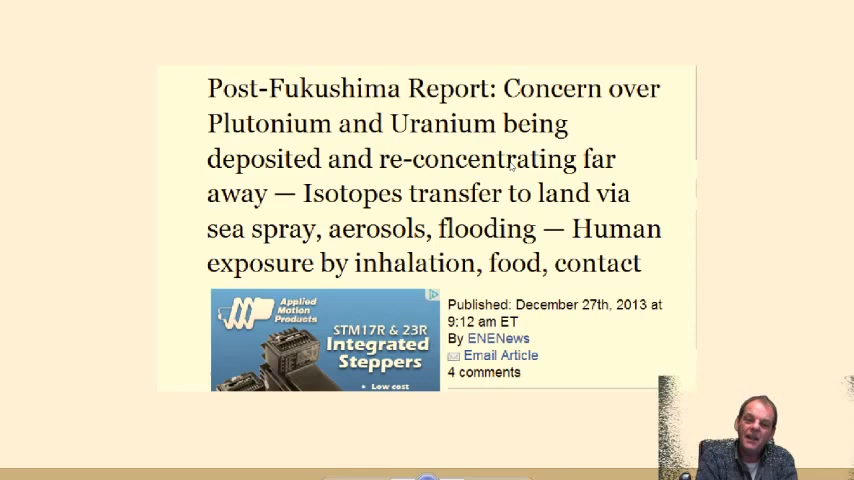 Post-Fukushima Report: Concern over
Plutonium and Uranium being
deposited and re-concentrating far
away — Isotopes transfer to land via
sea spray, aerosols, flooding — Human
exposure by inhalation, food, contact
Applied
Motion
Products
STM17R & 23R
Integrated
Steppers
• Low cost
Published: December 27th, 2013 at
9:12 am ET
By ENENews
Email Article
4 comments